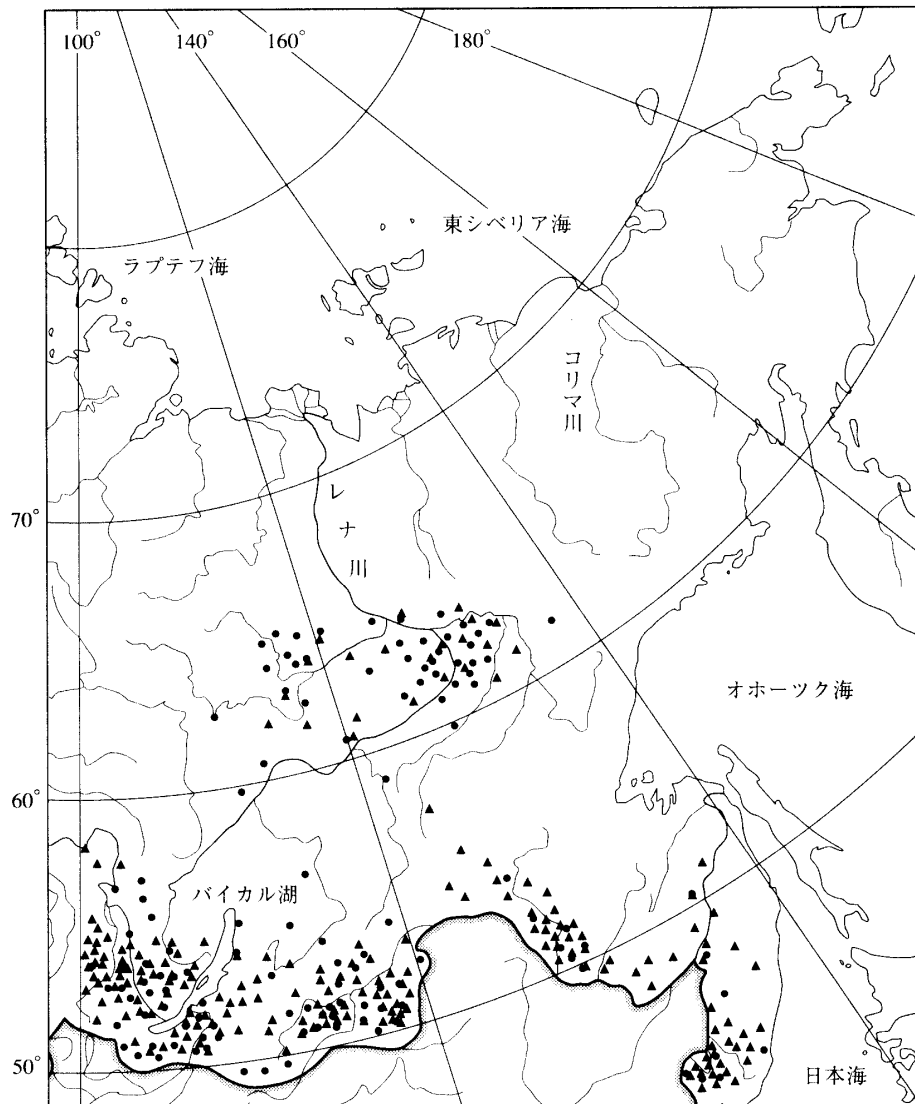 100°
140°
160°
180°
東シベリア海
ラプテフ海
コリマ川
レナ川
70°
オホーツク海
60°
バイカル湖
50°
日本海